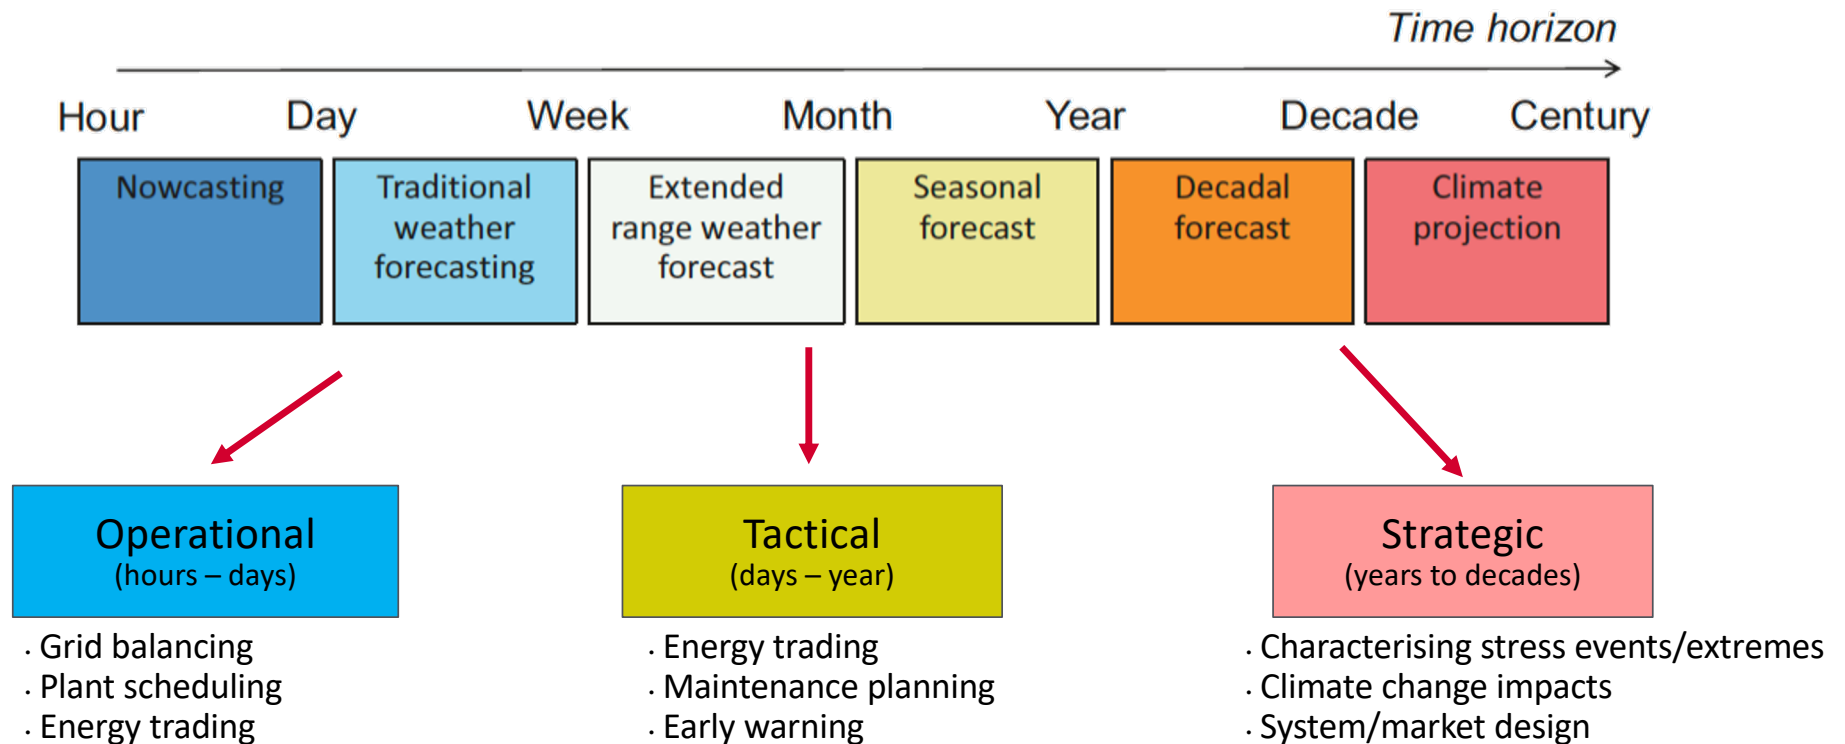 Time horizon
Hour Day Week Month Year Decade Century
Nowcasting
Traditional
weather
forecasting
Extended
range weather
forecast
Seasonal
forecast
Decadal
forecast
Climate
projection
Operational
(hours – days)
· Grid balancing
· Plant scheduling
· Energy trading
Tactical
(days – year)
· Energy trading
· Maintenance planning
· Early warning
Strategic
(years to decades)
· Characterising stress events/extremes
· Climate change impacts
· System/market design